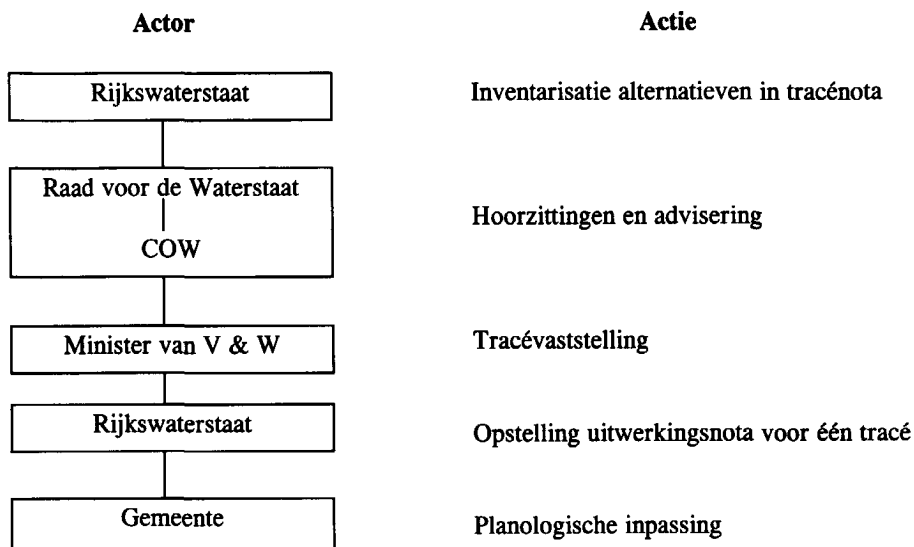 Actor Actie
Rijkswaterstaat Inventarisatie alternatieven in tracénota
Raad voor de Waterstaat
Hoorzittingen en advisering
COW
Minister van V & W Tracévaststelling
Rijkswaterstaat Opstelling uitwerkingsnota voor één tracé
Gemeente Planologische inpassing